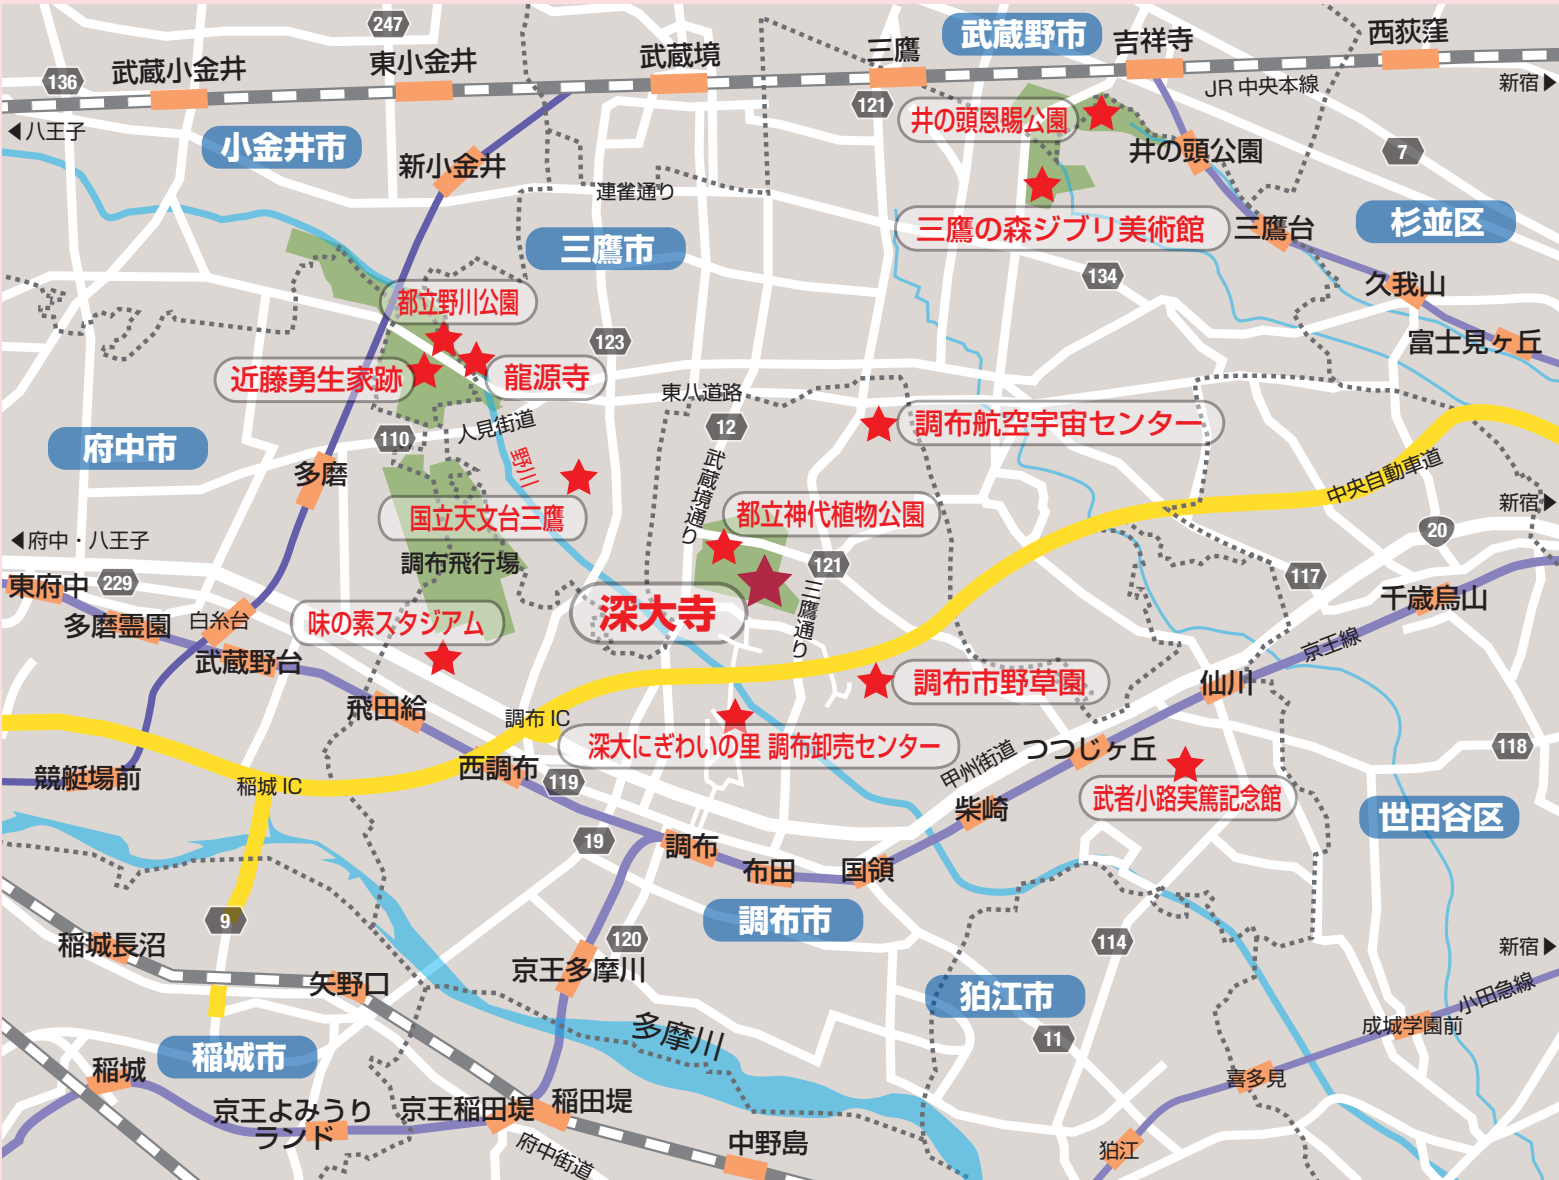 247
武蔵野市
吉祥寺
西荻窪
136
武蔵小金井
東小金井
武蔵境
三鷹
JR 中央本線
新宿▶
◀八王子
121
井の頭恩賜公園
井の頭公園
7
小金井市
新小金井
連雀通り
三鷹市
三鷹の森ジブリ美術館
三鷹台
杉並区
134
久我山
都立野川公園
富士見ヶ丘
123
近藤勇生家跡
龍源寺
東八道路
12
調布航空宇宙センター
人見街道
110
府中市
野川
武蔵境通り
多磨
中央自動車道
新宿▶
国立天文台三鷹
都立神代植物公園
20
◀府中・八王子
調布飛行場
121
117
東府中
229
三鷹通り
深大寺
千歳烏山
多磨霊園
白糸台
味の素スタジアム
京王線
武蔵野台
調布市野草園
仙川
飛田給
調布 IC
深大にぎわいの里 調布卸売センター
甲州街道
つつじヶ丘
118
競艇場前
稲城 IC
西調布
119
武者小路実篤記念館
柴崎
世田谷区
19
調布
布田
国領
9
調布市
稲城長沼
120
114
新宿▶
矢野口
京王多摩川
狛江市
小田急線
多摩川
11
成城学園前
稲城市
稲城
喜多見
京王よみうり
ランド
京王稲田堤
稲田堤
府中街道
中野島
狛江